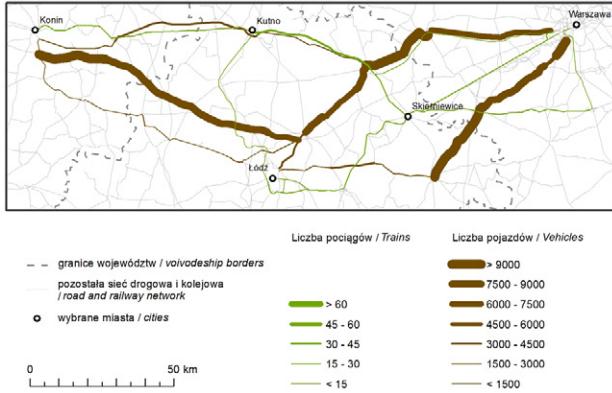 Konin
Kutno
Warszawa
Skierniewice
Łódź
Liczba pociągów / Trains
Liczba pojazdów / Vehicles
granice województw / voivodeship borders
pozostała sieć drogowa i kolejowa
/ road and railway network
wybrane miasta / cities
> 60
45 - 60
30 - 45
15 - 30
< 15
> 9000
7500 - 9000
6000 - 7500
4500 - 6000
3000 - 4500
1500 - 3000
< 1500
0 50 km